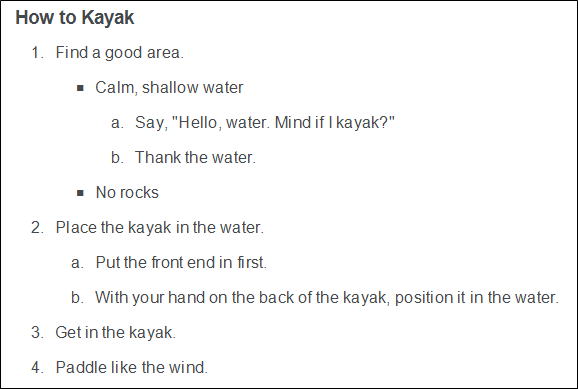 How to Kayak
1. Find a good area.
▪ Calm, shallow water
a. Say, "Hello, water. Mind if I kayak?"
b. Thank the water.
▪ No rocks
2. Place the kayak in the water.
a. Put the front end in first.
b. With your hand on the back of the kayak, position it in the water.
3. Get in the kayak.
4. Paddle like the wind.